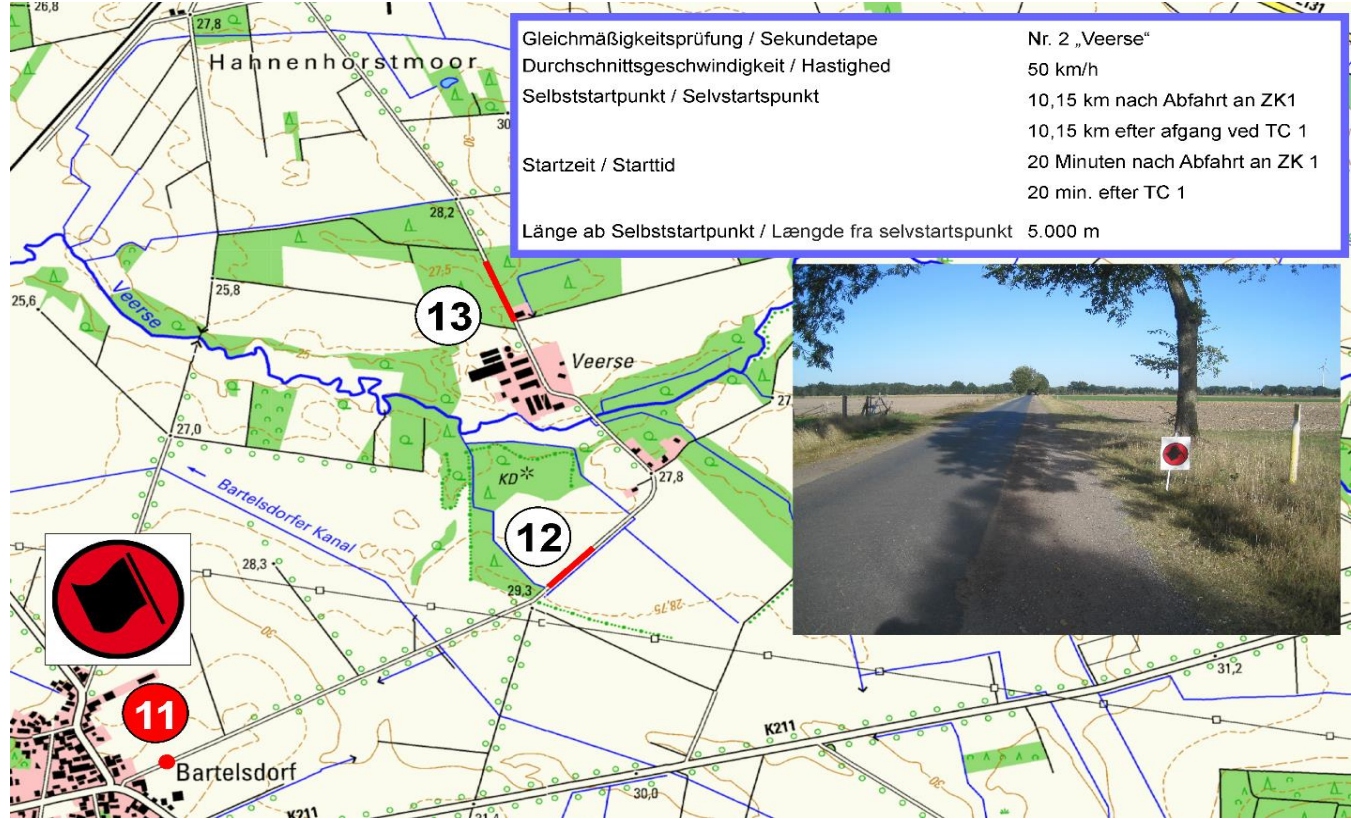 Gleichmäßigkeitsprüfung / Sekundetape Nr. 2 „Veerse“
Durchschnittsgeschwindigkeit / Hastighed 50 km/h
Selbststartpunkt / Selvstartspunkt 10,15 km nach Abfahrt an ZK1
10,15 km efter afgang ved TC 1
Startzeit / Starttid 20 Minuten nach Abfahrt an ZK 1
20 min. efter TC 1
Länge ab Selbststartpunkt / Længde fra selvstartspunkt 5.000 m
26,8
27,8
Hahnenhorstmoor
30
28,2
27,5
25,8
25,6
Veerse
13
25
Veerse
27,0
27,8
KD
Bartelsdorfer Kanal
12
28,3
29,3
28,75
30
31,2
11
K211
Bartelsdorf
30,0
30
K211
31,4